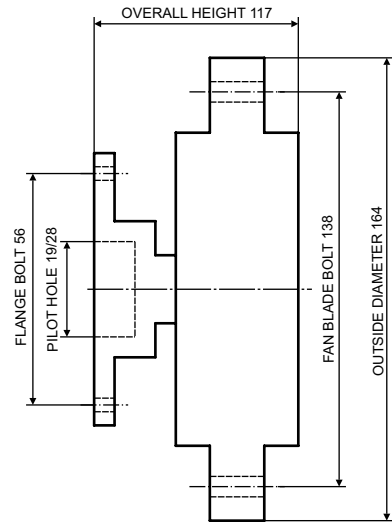 OVERALL HEIGHT 117
FLANGE BOLT 56
PILOT HOLE 19/28
FAN BLADE BOLT 138
OUTSIDE DIAMETER 164